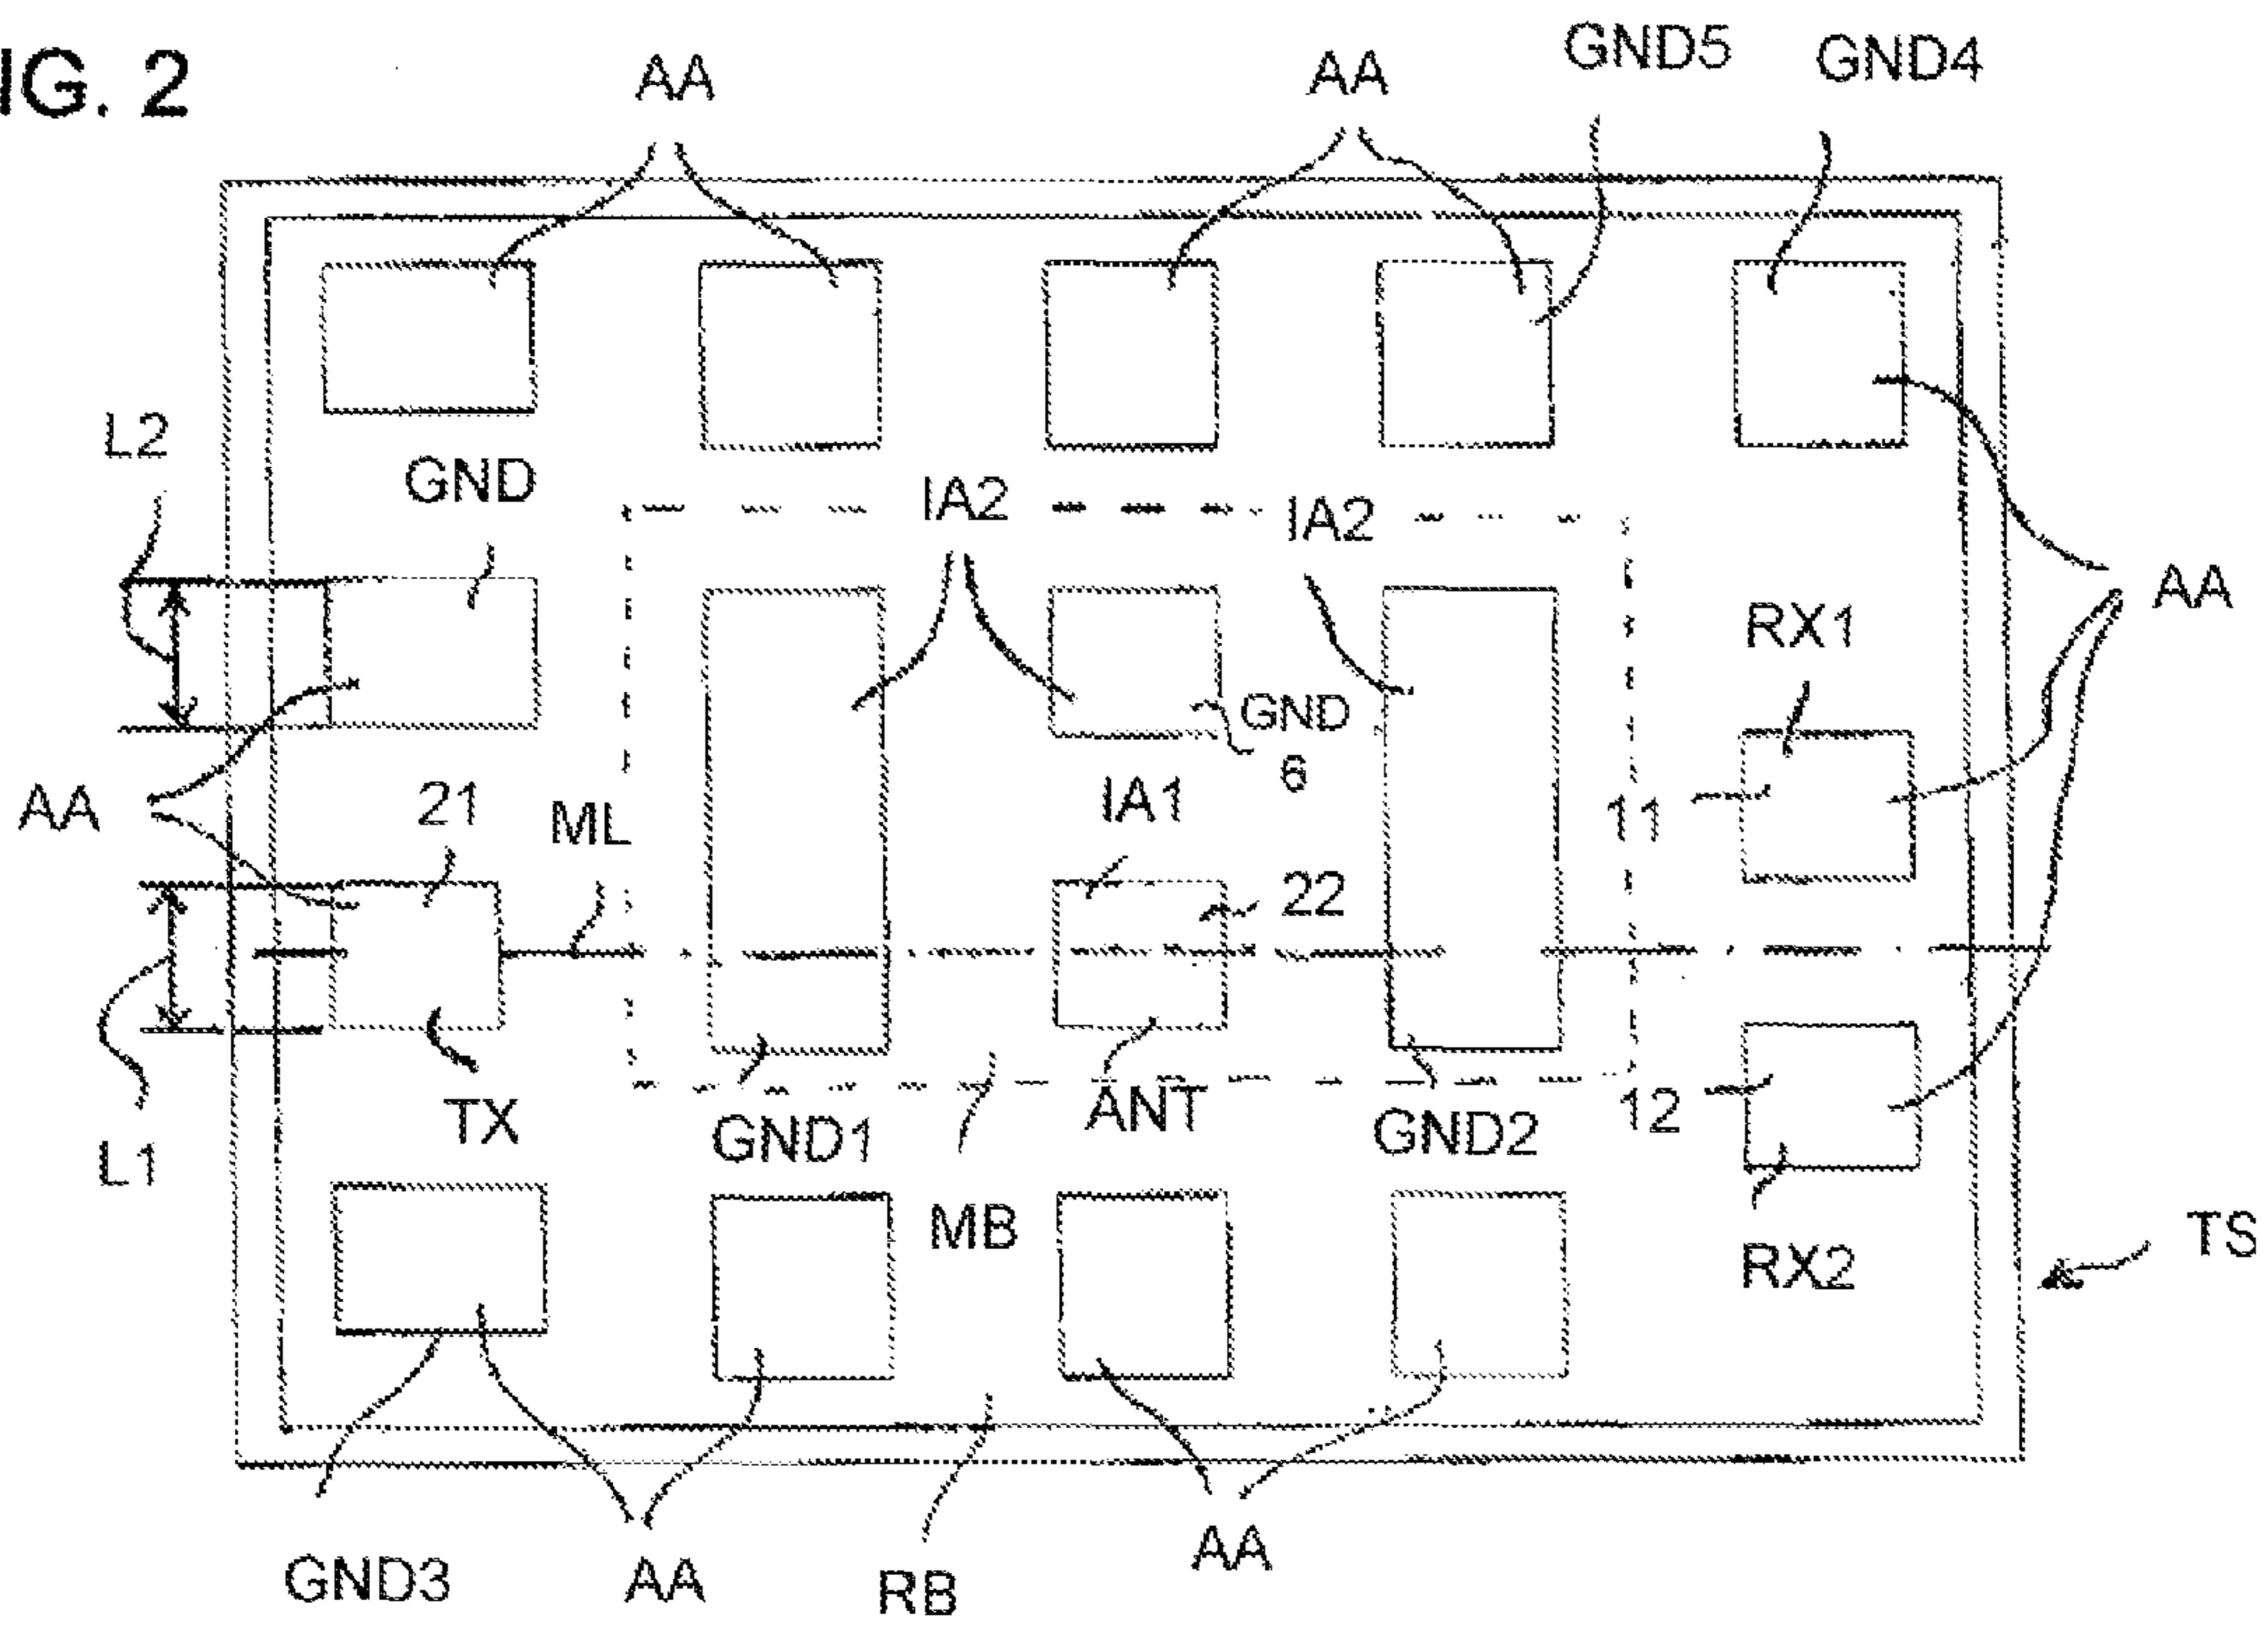 IG. 2
AA
AA
GND5
GND4
L2
GND
IA2
IA2
AA
RX1
GND
6
AA
21
ML
IA1
11
22
TX
GND1
ANT
GND2
12
L1
MB
RX2
TS
GND3
AA
RB
AA